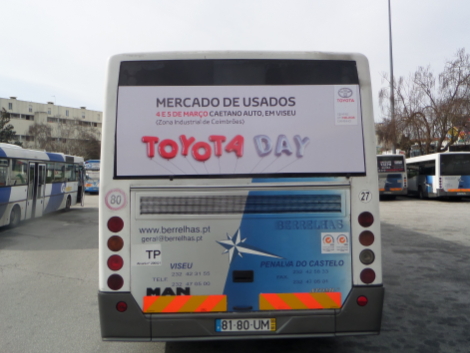 MERCADO DE USADOS
4 E 5 DE MARÇO CAETANO AUTO, EM VISEU
(Zona Industrial de Coimbrões)
TOYOTA DAY
TOYOTA
80
27
www.berrelhas.pt
geral@berrelhas.pt
BERRELHAS
TP
VISEU
PENALVA DO CASTELO
MAN
81-80-UM